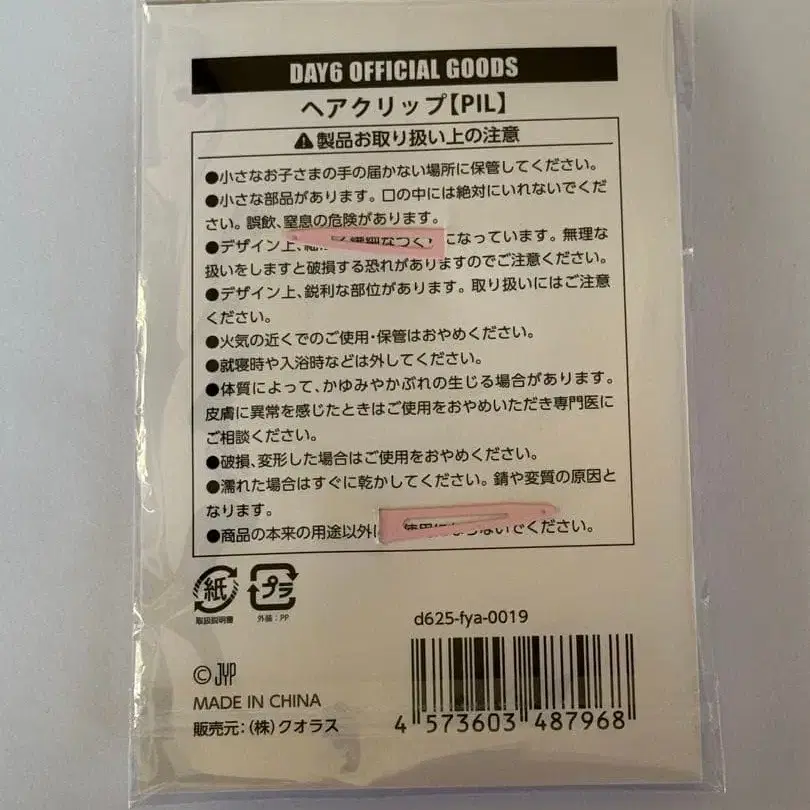 DAY6 OFFICIAL GOODS
ヘアクリップ【PIL】
⚠製品お取り扱い上の注意
●小さなお子さまの手の届かない場所に保管してください。
●小さな部品があります。口の中には絶対にいれないでくだ
さい。誤飲、窒息の危険があります。
●デザイン上、繊細なつくりになっています。無理な
扱いをしますと破損する恐れがありますのでご注意ください。
●デザイン上、鋭利な部位があります。取り扱いにはご注意
ください。
●火気の近くでのご使用・保管はおやめください。
●就寝時や入浴時などは外してください。
●体質によって、かゆみやかぶれの生じる場合があります。
皮膚に異常を感じたときはご使用をおやめいただき専門医に
ご相談ください。
●破損、変形した場合はご使用をおやめください。
●濡れた場合はすぐに乾かしてください。錆や変質の原因と
なります。
●商品の本来の用途以外に使用にならないでください。
紙 プラ
取扱説明書 外装:PP
d625-fya-0019
©JYP
MADE IN CHINA
販売元:(株)クオラス
4 573603 487968